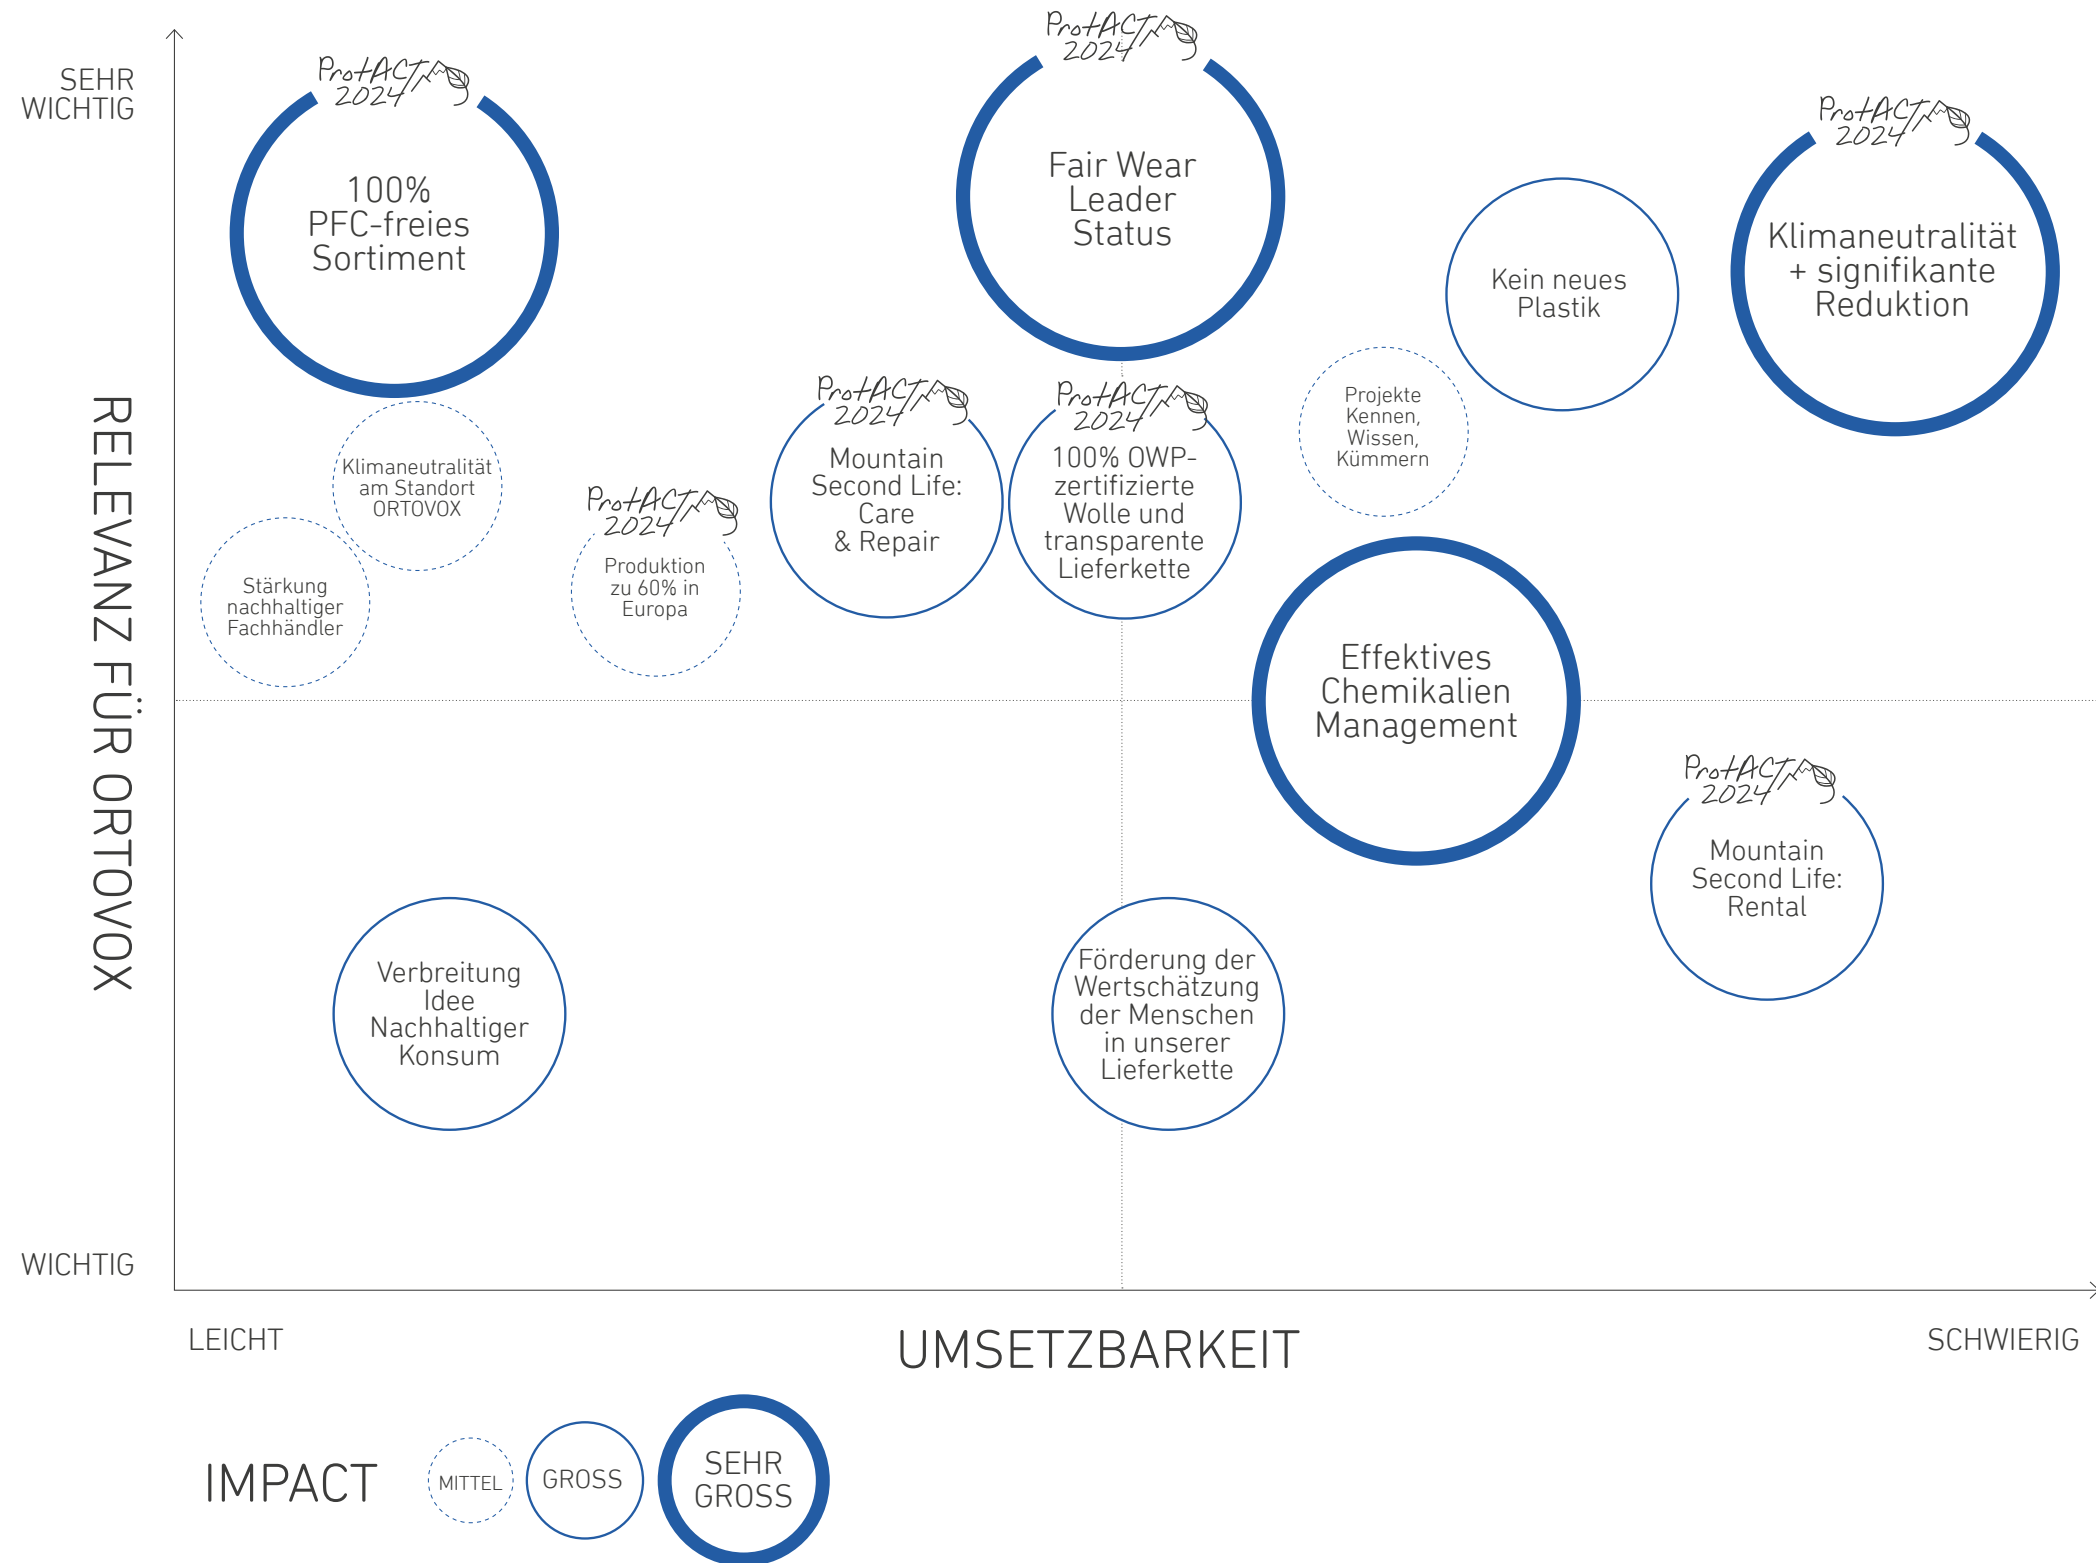 SEHR
WICHTIG
RELEVANZ FÜR ORTOVOX
WICHTIG
ProtACT
2024
100%
PFC-freies
Sortiment
ProtACT
2024
Fair Wear
Leader
Status
ProtACT
2024
Klimaneutralität
+ signifikante
Reduktion
Kein neues
Plastik
Projekte
Kennen,
Wissen,
Kümmern
Klimaneutralität
am Standort
ORTOVOX
Stärkung
nachhaltiger
Fachhändler
ProtACT
2024
Produktion
zu 60% in
Europa
ProtACT
2024
Mountain
Second Life:
Care
& Repair
ProtACT
2024
100% OWP-
zertifizierte
Wolle und
transparente
Lieferkette
Effektives
Chemikalien
Management
ProtACT
2024
Mountain
Second Life:
Rental
Verbreitung
Idee
Nachhaltiger
Konsum
Förderung der
Wertschätzung
der Menschen
in unserer
Lieferkette
LEICHT
UMSETZBARKEIT
SCHWIERIG
IMPACT
MITTEL
GROSS
SEHR
GROSS